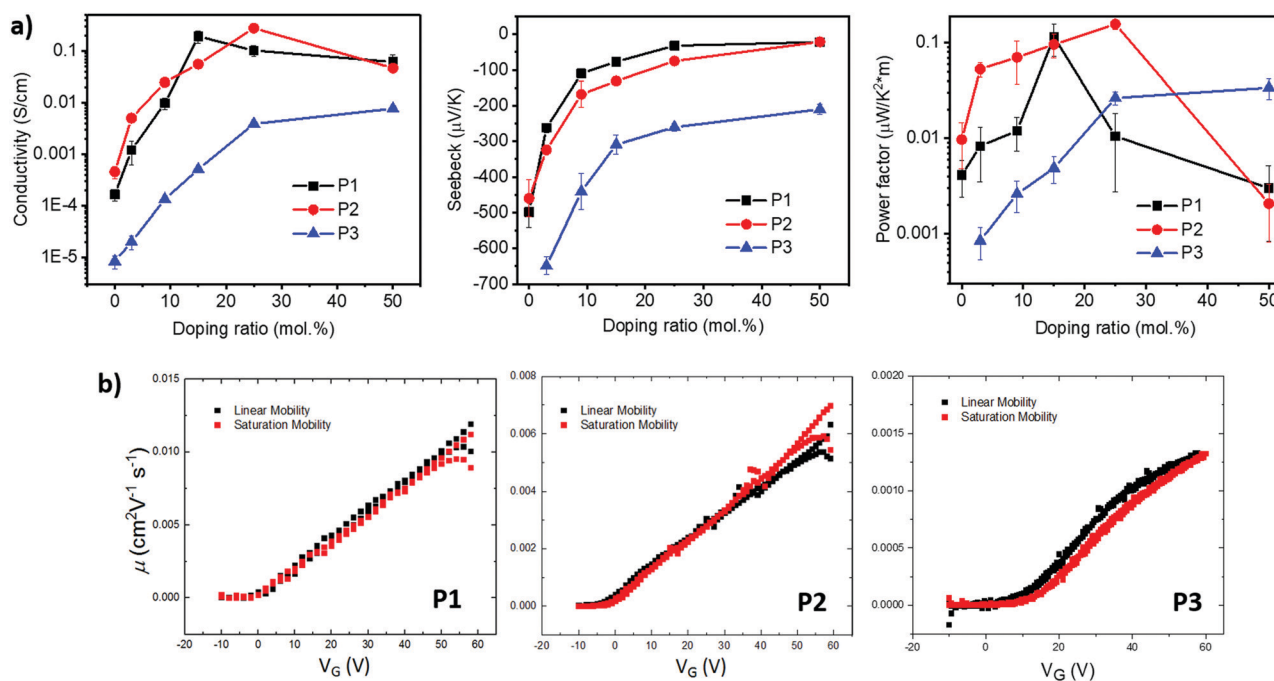 a)
Conductivity (S/cm)
0.1
0.01
0.001
1E-4
1E-5
P1
P2
P3
0
10
20
30
40
50
Doping ratio (mol.%)
Seebeck (μV/K)
0
-100
-200
-300
-400
-500
-600
-700
P1
P2
P3
0
10
20
30
40
50
Doping ratio (mol.%)
Power factor (μW/K²*m)
0.1
0.01
0.001
P1
P2
P3
0
10
20
30
40
50
Doping ratio (mol.%)
b)
μ (cm²V⁻¹ s⁻¹)
0.015
0.010
0.005
0.000
Linear Mobility
Saturation Mobility
P1
-20
-10
0
10
20
30
40
50
60
V_G (V)
0.008
0.006
0.004
0.002
0.000
Linear Mobility
Saturation Mobility
P2
-20
-10
0
10
20
30
40
50
60
V_G (V)
0.0020
0.0015
0.0010
0.0005
0.0000
Linear Mobility
Saturation Mobility
P3
-20
0
20
40
60
V_G (V)